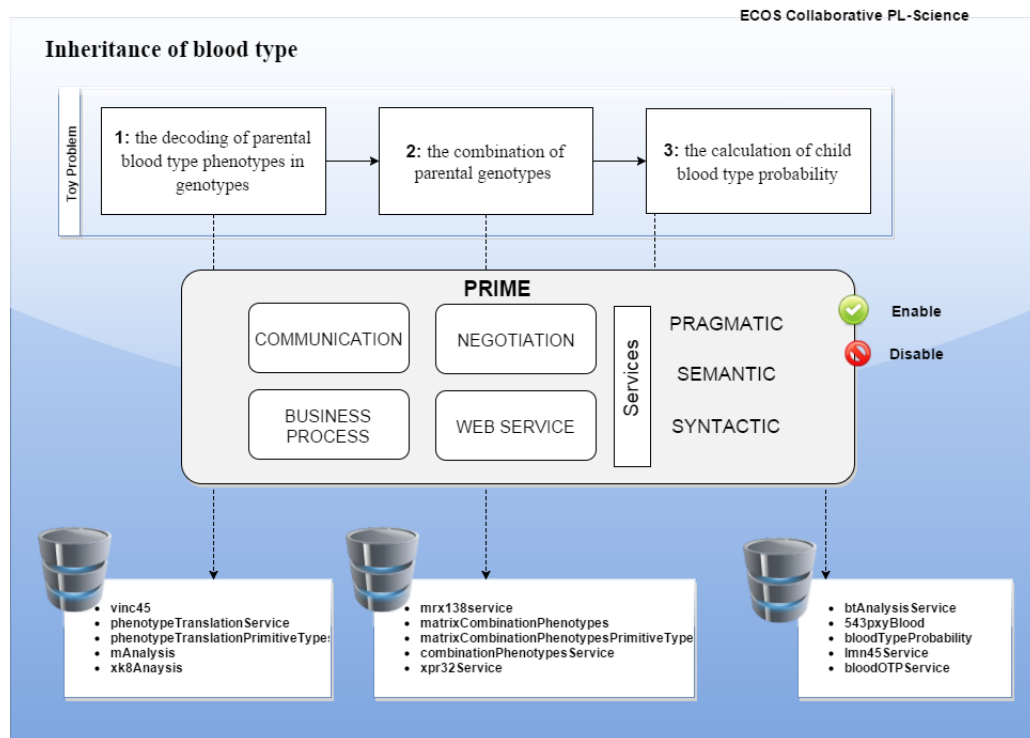 ECOS Collaborative PL-Science
Inheritance of blood type
Toy Problem
1: the decoding of parental
blood type phenotypes in
genotypes
2: the combination of
parental genotypes
3: the calculation of child
blood type probability
PRIME
COMMUNICATION
NEGOTIATION
BUSINESS
PROCESS
WEB SERVICE
Services
PRAGMATIC
SEMANTIC
SYNTACTIC
Enable
Disable
• vinc45
• phenotypeTranslationService
• phenotypeTranslationPrimitiveTypes
• mAnalysis
• xk8Anaysis
• mrx138service
• matrixCombinationPhenotypes
• matrixCombinationPhenotypesPrimitiveType
• combinationPhenotypesService
• xpr32Service
• btAnalysisService
• 543pxyBlood
• bloodTypeProbability
• lmn45Service
• bloodOTPService